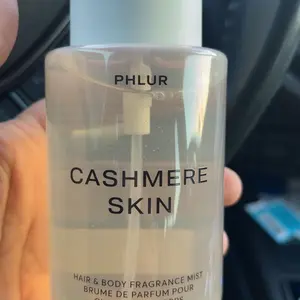 PHLUR
CASHMERE
SKIN
HAIR & BODY FRAGRANCE MIST
BRUME DE PARFUM POUR